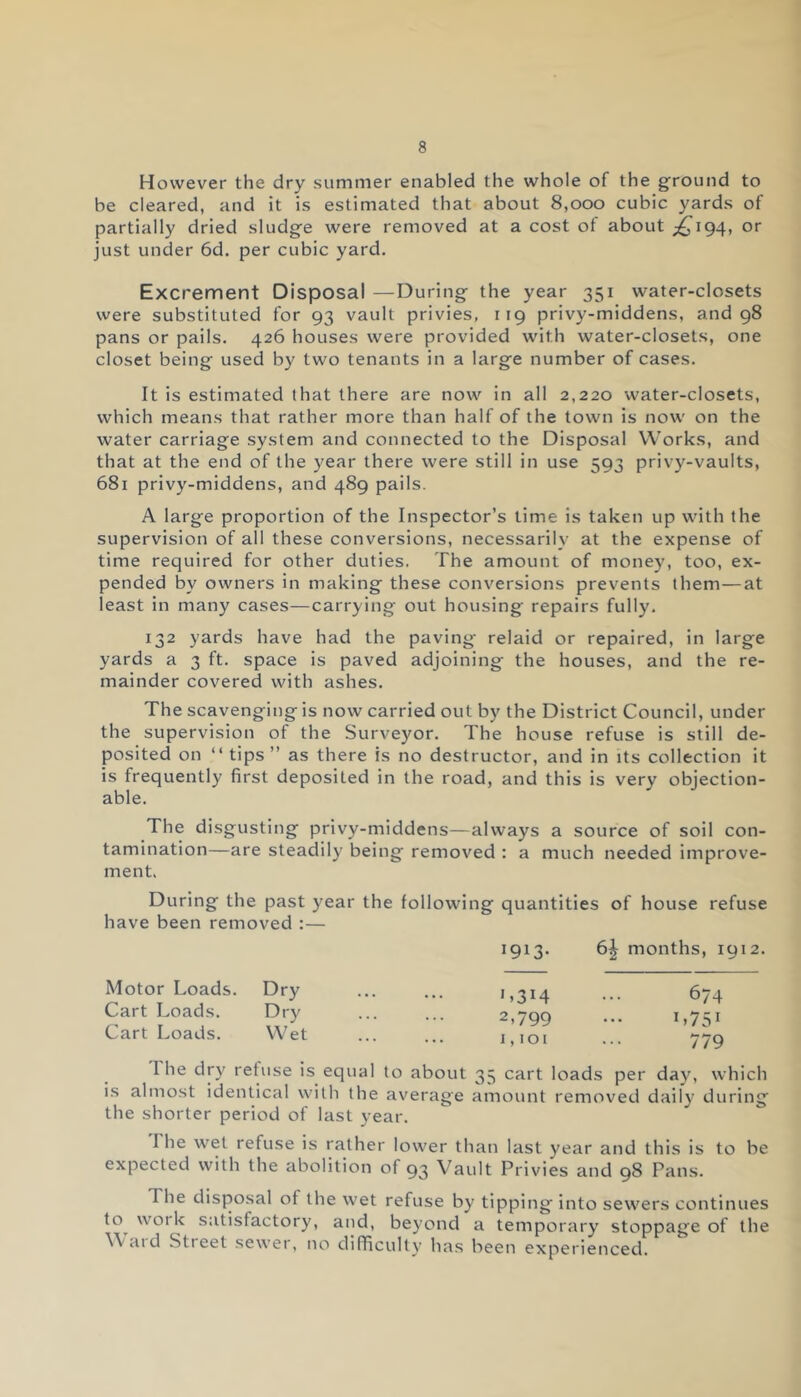 8
However the dry summer enabled the whole of the ground to
be cleared, and it is estimated that about 8,000 cubic yards of
partially dried sludge were removed at a cost of about £194, or
just under 6d. per cubic yard.
Excrement Disposal—During the year 351 water-closets
were substituted for 93 vault privies, 119 privy-middens, and 98
pans or pails. 426 houses were provided with water-closets, one
closet being used by two tenants in a large number of cases.
It is estimated that there are now in all 2,220 water-closets,
which means that rather more than half of the town is now on the
water carriage system and connected to the Disposal Works, and
that at the end of the year there were still in use 593 privy-vaults,
681 privy-middens, and 489 pails.
A large proportion of the Inspector's time is taken up with the
supervision of all these conversions, necessarily at the expense of
time required for other duties. The amount of money, too, ex-
pended by owners in making these conversions prevents them—at
least in many cases—carrying out housing repairs fully.
132 yards have had the paving relaid or repaired, in large
yards a 3 ft. space is paved adjoining the houses, and the re-
mainder covered with ashes.
The scavenging is now carried out by the District Council, under
the supervision of the Surveyor. The house refuse is still de-
posited on “tips” as there is no destructor, and in its collection it
is frequently first deposited in the road, and this is very objection-
able.
The disgusting privy-middens—always a source of soil con-
tamination—are steadily being removed : a much needed improve-
ment.
During the past year the following quantities of house refuse
have been removed :—
1913. 6½ months, 1912.
Motor Loads. Dry ... ... 1,314 ... 674
Cart Loads. Dry ... ... 2,799 ... 1,751
Cart Loads. Wet ... ... 1,101 ... 779
The dry refuse is equal to about 35 cart loads per day, which
is almost identical with the average amount removed daily during
the shorter period of last year.
The wet refuse is rather lower than last year and this is to be
expected with the abolition of 93 Vault Privies and 98 Pans.
The disposal of the wet refuse by tipping into sewers continues
to work satisfactory, and, beyond a temporary stoppage of the
Ward Street sewer, no difficulty has been experienced.